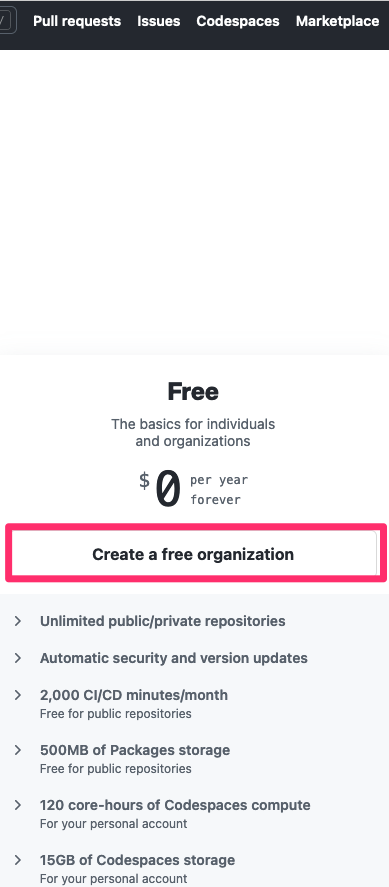 / Pull requests Issues Codespaces Marketplace
Free
The basics for individuals
and organizations
$0 per year
forever
Create a free organization
Unlimited public/private repositories
Automatic security and version updates
2,000 CI/CD minutes/month
Free for public repositories
500MB of Packages storage
Free for public repositories
120 core-hours of Codespaces compute
For your personal account
15GB of Codespaces storage
For your personal account